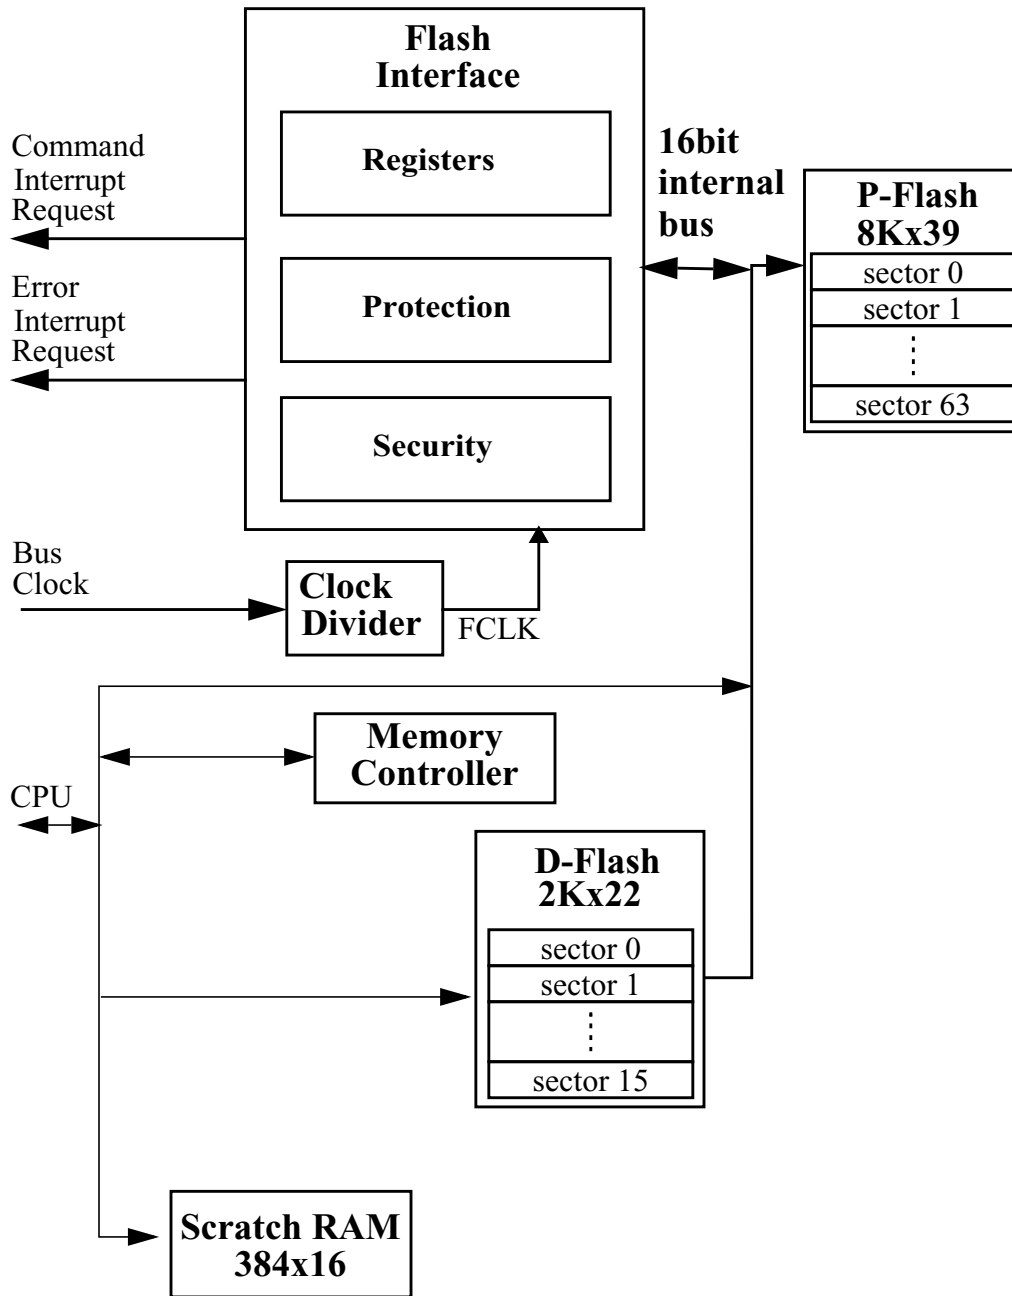 Flash
Interface
Registers
Protection
Security
Command
Interrupt
Request
Error
Interrupt
Request
16bit
internal
bus
P-Flash
8Kx39
sector 0
sector 1
sector 63
Bus
Clock
Clock
Divider
FCLK
Memory
Controller
CPU
D-Flash
2Kx22
sector 0
sector 1
sector 15
Scratch RAM
384x16